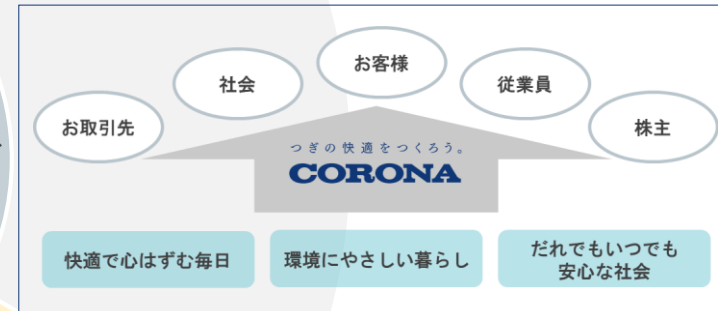 お客様
社会
従業員
お取引先
株主
つぎの快適をつくろう。
CORONA
快適で心はずむ毎日
環境にやさしい暮らし
だれでもいつでも
安心な社会